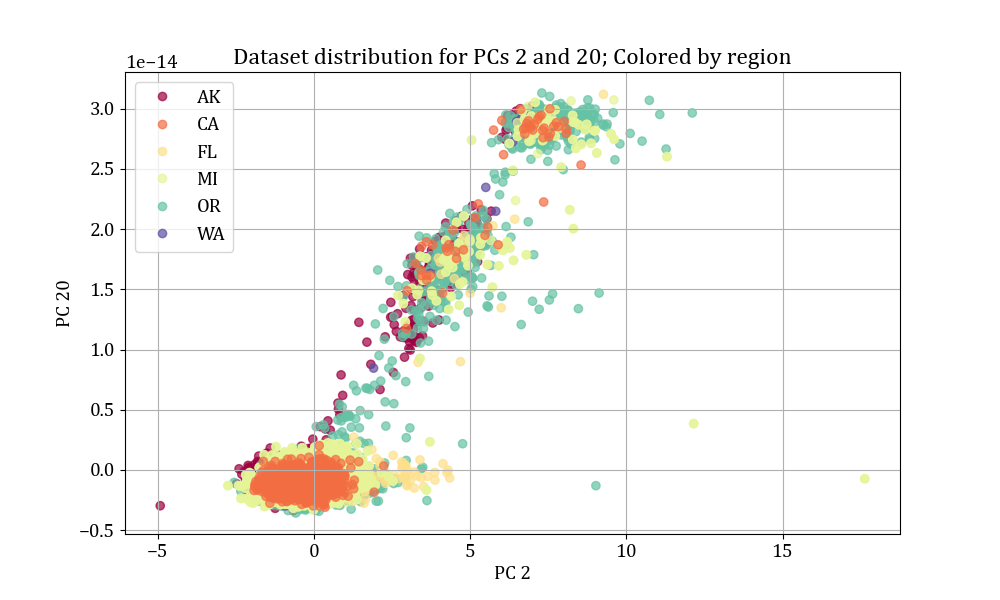 Dataset distribution for PCs 2 and 20; Colored by region
1e−14
AK
CA
FL
MI
OR
WA
3.0
2.5
2.0
1.5
1.0
0.5
0.0
−0.5
PC 20
−5
0
5
10
15
PC 2